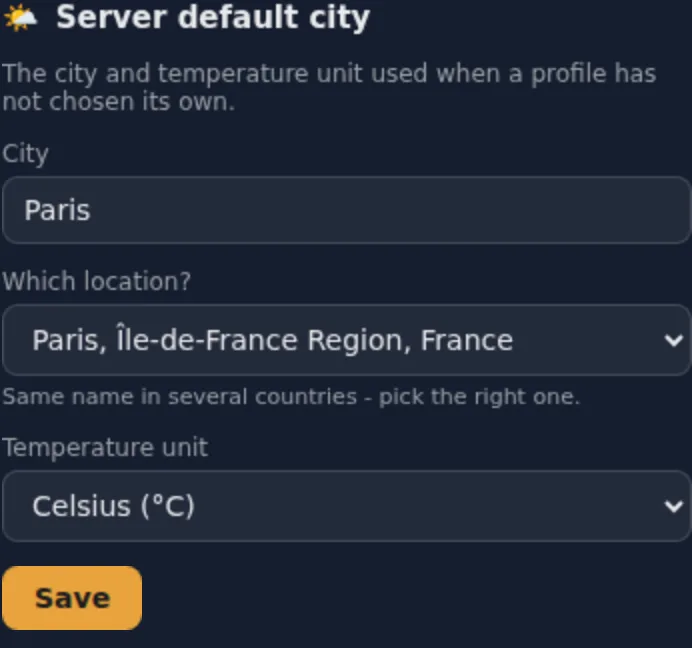 Server default city
The city and temperature unit used when a profile has
not chosen its own.
City
Paris
Which location?
Paris, Île-de-France Region, France
Same name in several countries - pick the right one.
Temperature unit
Celsius (°C)
Save